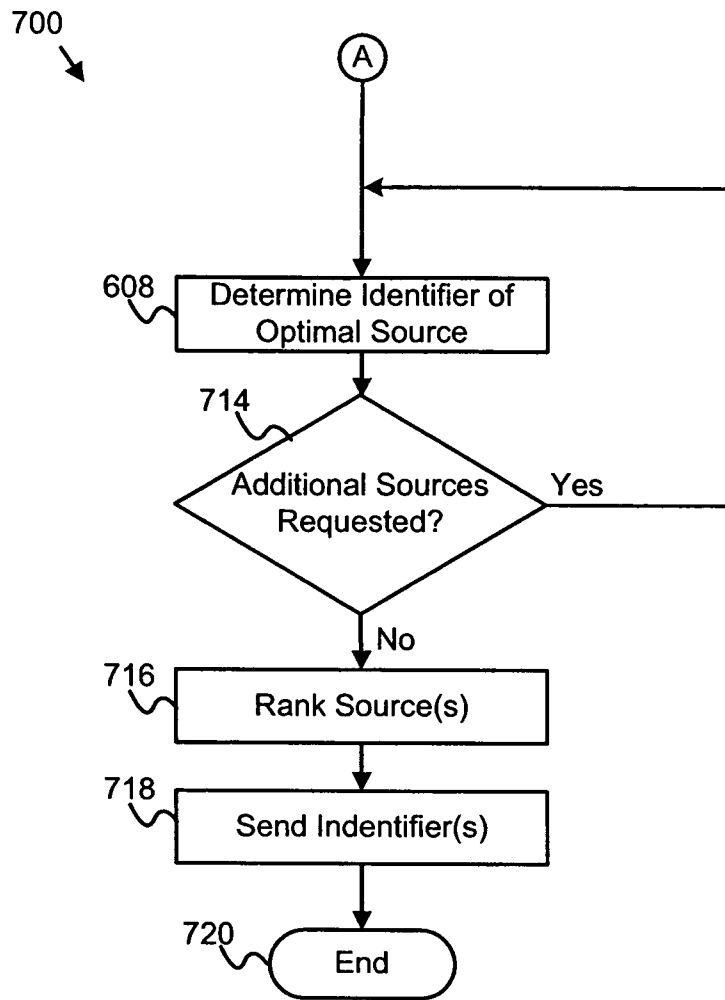 700
A
608
Determine Identifier of
Optimal Source
714
Additional Sources
Requested?
Yes
No
716
Rank Source(s)
718
Send Indentifier(s)
720
End